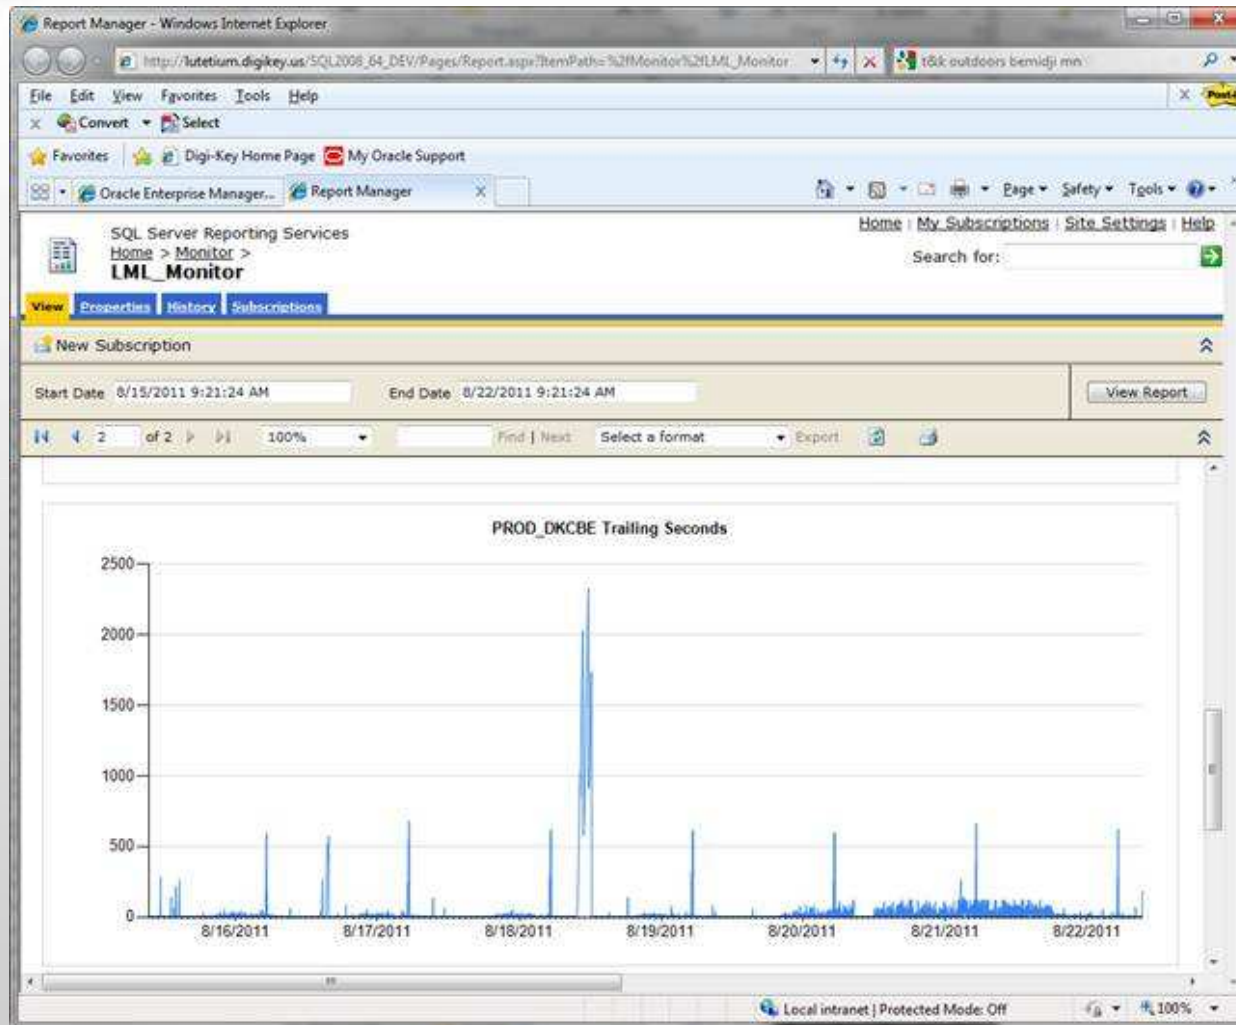 Report Manager - Windows Internet Explorer
http://lutetium.digikey.us/SQL2008_64_DEV/Pages/Report.aspx?ItemPath=%2fMonitor%2fLML_Monitor
t&k outdoors bemidji mn
File Edit View Favorites Tools Help
Convert Select
Favorites Digi-Key Home Page My Oracle Support
Oracle Enterprise Manager... Report Manager X Page Safety Tools
SQL Server Reporting Services
Home > Monitor >
LML_Monitor
Home | My Subscriptions | Site Settings | Help
Search for:
View Properties History Subscriptions
New Subscription
Start Date 8/15/2011 9:21:24 AM End Date 8/22/2011 9:21:24 AM View Report
2 of 2 100% Find | Next Select a format Export
PROD_DKCBE Trailing Seconds
2500
2000
1500
1000
500
0
8/16/2011 8/17/2011 8/18/2011 8/19/2011 8/20/2011 8/21/2011 8/22/2011
Local intranet | Protected Mode: Off 100%